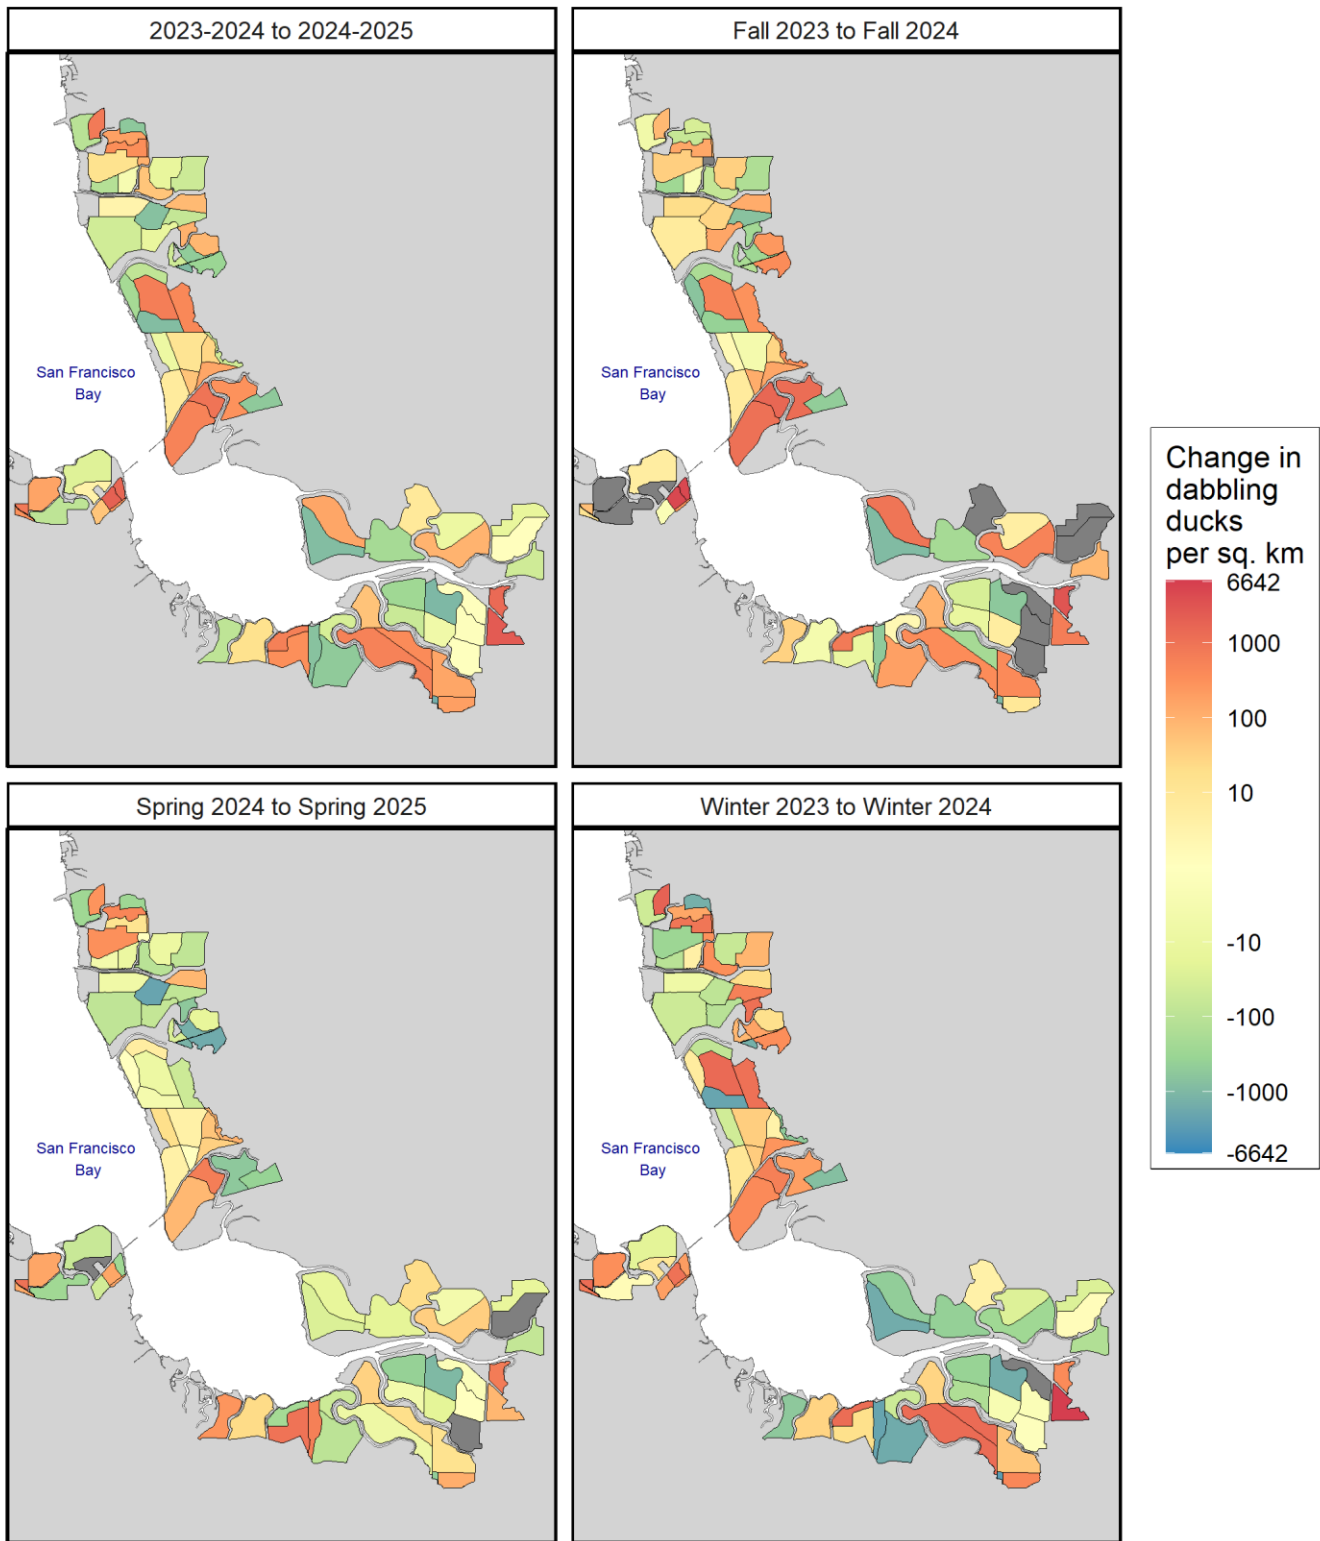 2023-2024 to 2024-2025
Fall 2023 to Fall 2024
San Francisco
Bay
San Francisco
Bay
Spring 2024 to Spring 2025
Winter 2023 to Winter 2024
San Francisco
Bay
San Francisco
Bay
Change in
dabbling
ducks
per sq. km
6642
1000
100
10
-10
-100
-1000
-6642